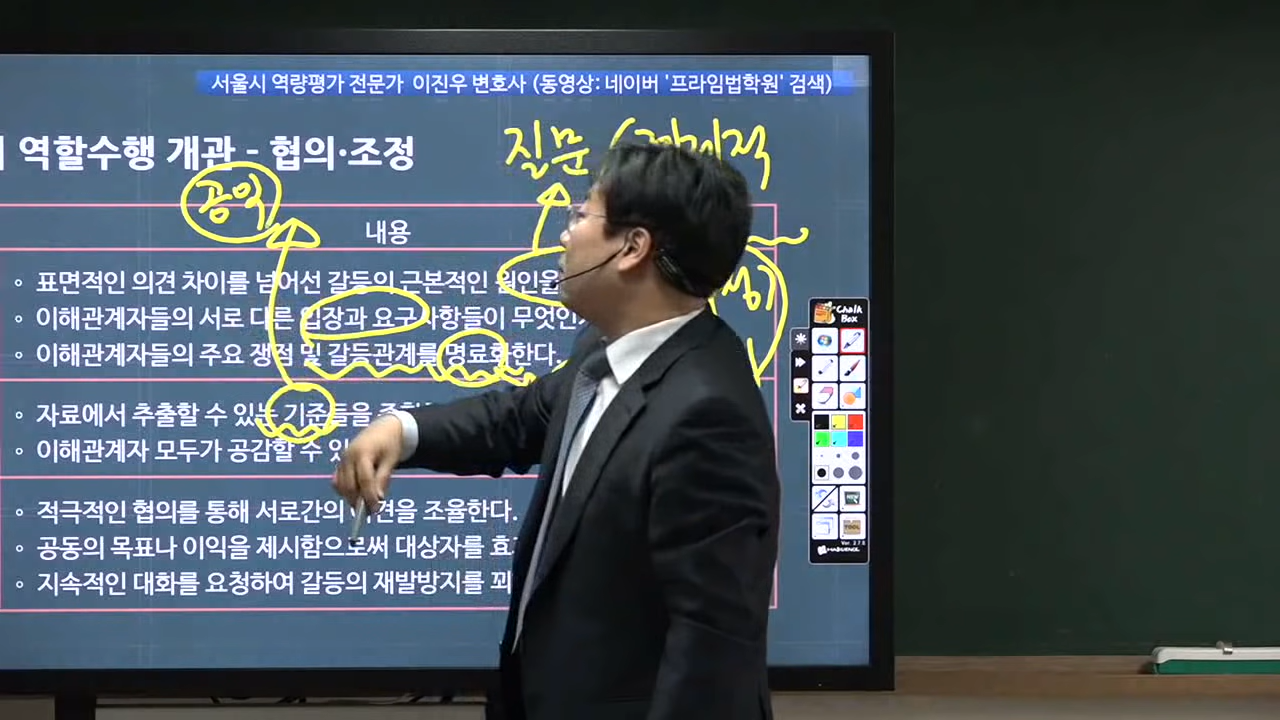 서울시 역량평가 전문가 이진우 변호사 (동영상: 네이버 '프라임법학원' 검색)
역할수행 개관 - 협의·조정
질문
공익
내용
◦ 표면적인 의견 차이를 넘어선 갈등의 근본적인 원인을
◦ 이해관계자들의 서로 다른 입장과 요구사항들이 무엇인
◦ 이해관계자들의 주요 쟁점 및 갈등관계를 명료화한다.
◦ 자료에서 추출할 수 있는 기준들을
◦ 이해관계자 모두가 공감할 수
◦ 적극적인 협의를 통해 서로간의 이견을 조율한다.
◦ 공동의 목표나 이익을 제시함으로써 대상자를
◦ 지속적인 대화를 요청하여 갈등의 재발방지를
Chalk
Box
TOOL